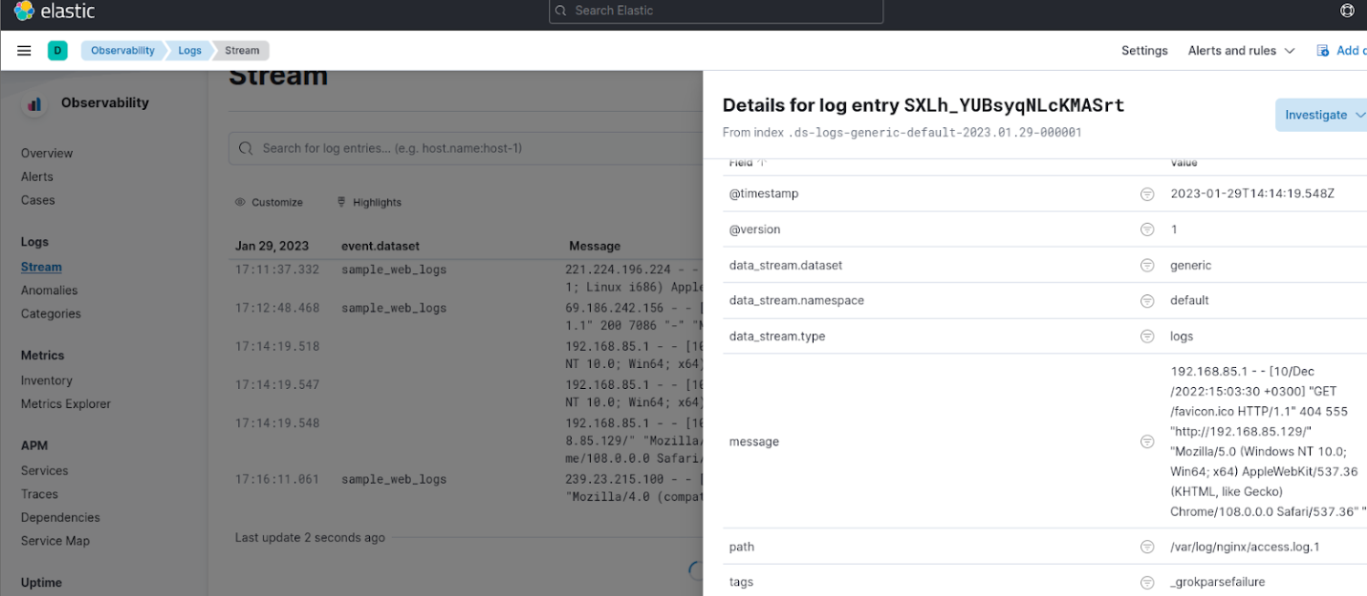 elastic
Search Elastic
D
Observability
Logs
Stream
Settings
Alerts and rules
Add d
Observability
Overview
Alerts
Cases
Logs
Stream
Anomalies
Categories
Metrics
Inventory
Metrics Explorer
APM
Services
Traces
Dependencies
Service Map
Uptime
Stream
Search for log entries... (e.g. host.name:host-1)
Customize
Highlights
Jan 29, 2023 event.dataset Message
17:11:37.332 sample_web_logs 221.224.196.224 - - [
1; Linux i686) Apple
17:12:48.468 sample_web_logs 69.186.242.156 - - [
1.1" 200 7086 "-" "M
17:14:19.518 192.168.85.1 - - [10
NT 10.0; Win64; x64)
17:14:19.547 192.168.85.1 - - [10
NT 10.0; Win64; x64)
17:14:19.548 192.168.85.1 - - [10
8.85.129/" "Mozilla/
me/108.0.0.0 Safari/
17:16:11.061 sample_web_logs 239.23.215.100 - - [
"Mozilla/4.0 (compat
Last update 2 seconds ago
Details for log entry SXLh_YUBsyqNLcKMASrt
From index .ds-logs-generic-default-2023.01.29-000001
Investigate
Field Value
@timestamp 2023-01-29T14:14:19.548Z
@version 1
data_stream.dataset generic
data_stream.namespace default
data_stream.type logs
message
192.168.85.1 - - [10/Dec
/2022:15:03:30 +0300] "GET
/favicon.ico HTTP/1.1" 404 555
"http://192.168.85.129/"
"Mozilla/5.0 (Windows NT 10.0;
Win64; x64) AppleWebKit/537.36
(KHTML, like Gecko)
Chrome/108.0.0.0 Safari/537.36" "
path /var/log/nginx/access.log.1
tags _grokparsefailure